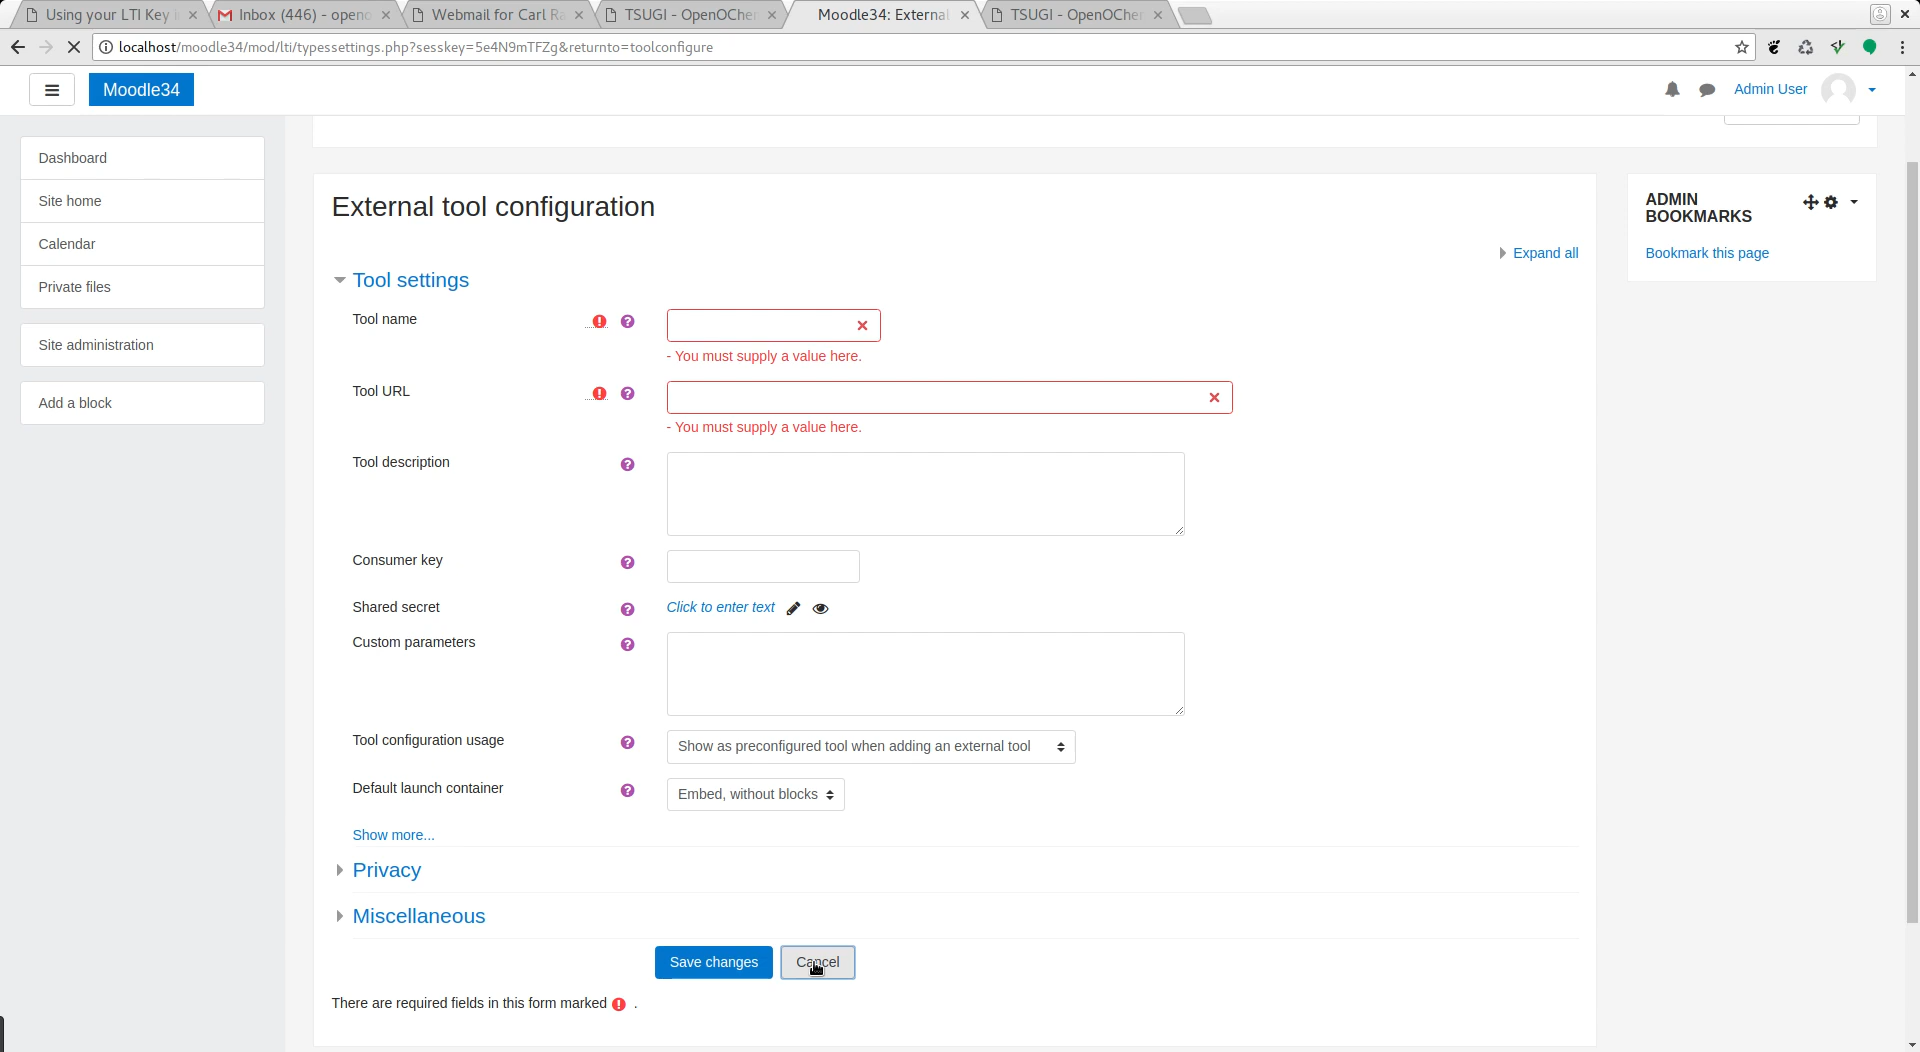 Using your LTI Key i
Inbox (446) - openo
Webmail for Carl Ra
TSUGI - OpenOChe
Moodle34: External
TSUGI - OpenOChe
localhost/moodle34/mod/lti/typessettings.php?sesskey=5e4N9mTFZg&returnto=toolconfigure
Moodle34
Admin User
Dashboard
Site home
Calendar
Private files
Site administration
Add a block
External tool configuration
Expand all
Tool settings
Tool name
- You must supply a value here.
Tool URL
- You must supply a value here.
Tool description
Consumer key
Shared secret
Click to enter text
Custom parameters
Tool configuration usage
Show as preconfigured tool when adding an external tool
Default launch container
Embed, without blocks
Show more...
Privacy
Miscellaneous
Save changes
Cancel
There are required fields in this form marked .
ADMIN
BOOKMARKS
Bookmark this page